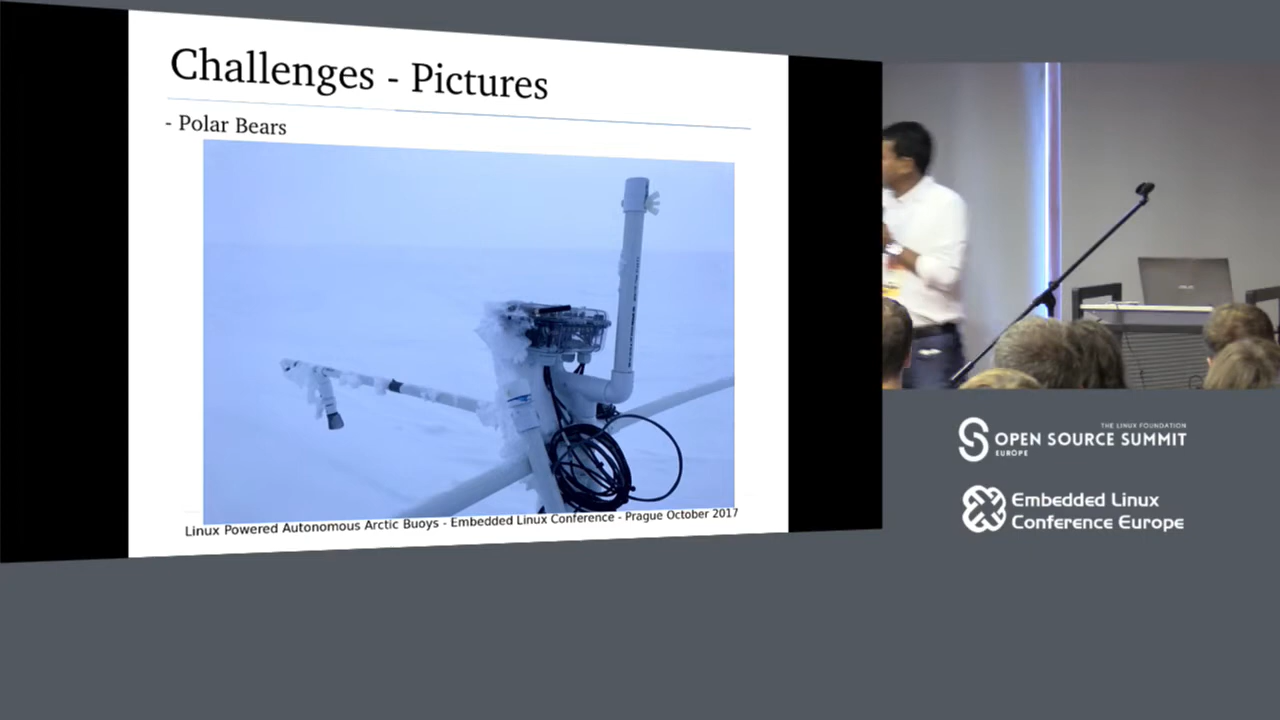 Challenges - Pictures
- Polar Bears
Linux Powered Autonomous Arctic Buoys - Embedded Linux Conference - Prague October 2017
THE LINUX FOUNDATION
OPEN SOURCE SUMMIT
EUROPE
Embedded Linux
Conference Europe